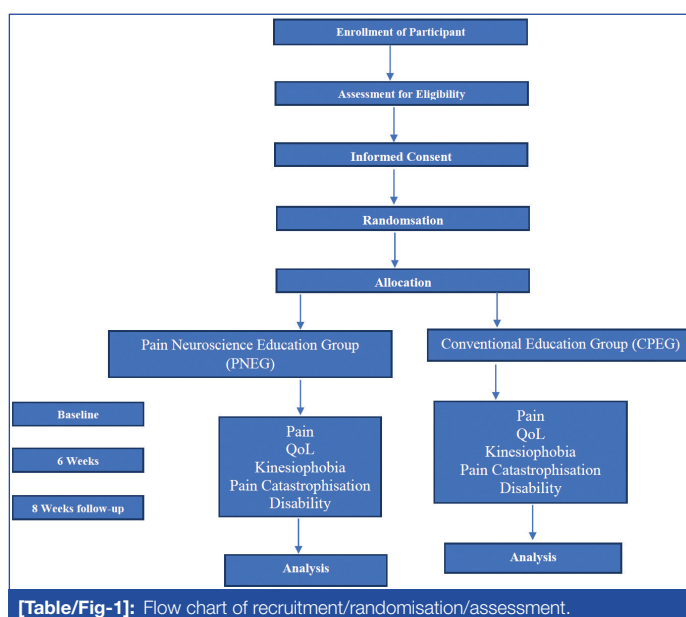 Enrollment of Participant
Assessment for Eligibility
Informed Consent
Randomsation
Allocation
Pain Neuroscience Education Group
(PNEG)
Conventional Education Group (CPEG)
Baseline
6 Weeks
8 Weeks follow-up
Pain
QoL
Kinesiophobia
Pain Catastrophisation
Disability
Pain
QoL
Kinesiophobia
Pain Catastrophisation
Disability
Analysis
Analysis
[Table/Fig-1]: Flow chart of recruitment/randomisation/assessment.